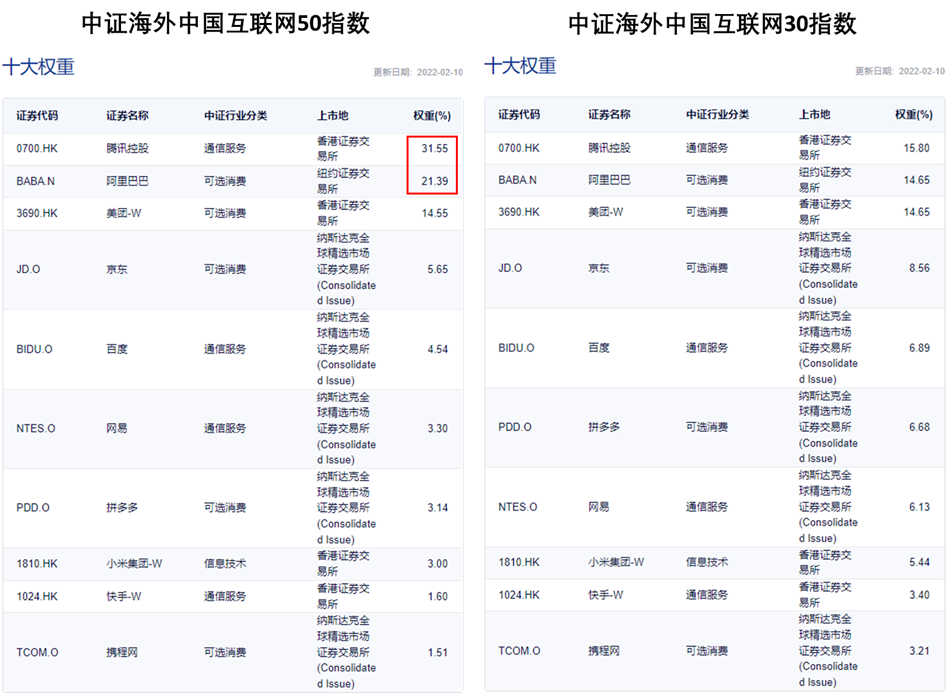 中证海外中国互联网50指数
十大权重
更新日期: 2022-02-10
证券代码 证券名称 中证行业分类 上市地 权重(%)
0700.HK 腾讯控股 通信服务 香港证券交 31.55
易所
BABA.N 阿里巴巴 可选消费 纽约证券交 21.39
易所
3690.HK 美团-W 可选消费 香港证券交 14.55
易所
JD.O 京东 可选消费 纳斯达克全 5.65
球精选市场
证券交易所
(Consolidate
d Issue)
BIDU.O 百度 通信服务 纳斯达克全 4.54
球精选市场
证券交易所
(Consolidate
d Issue)
NTES.O 网易 通信服务 纳斯达克全 3.30
球精选市场
证券交易所
(Consolidate
d Issue)
PDD.O 拼多多 可选消费 纳斯达克全 3.14
球精选市场
证券交易所
(Consolidate
d Issue)
1810.HK 小米集团-W 信息技术 香港证券交 3.00
易所
1024.HK 快手-W 通信服务 香港证券交 1.60
易所
TCOM.O 携程网 可选消费 纳斯达克全 1.51
球精选市场
证券交易所
(Consolidate
d Issue)
中证海外中国互联网30指数
十大权重
更新日期: 2022-02-10
证券代码 证券名称 中证行业分类 上市地 权重(%)
0700.HK 腾讯控股 通信服务 香港证券交 15.80
易所
BABA.N 阿里巴巴 可选消费 纽约证券交 14.65
易所
3690.HK 美团-W 可选消费 香港证券交 14.65
易所
JD.O 京东 可选消费 纳斯达克全 8.56
球精选市场
证券交易所
(Consolidate
d Issue)
BIDU.O 百度 通信服务 纳斯达克全 6.89
球精选市场
证券交易所
(Consolidate
d Issue)
PDD.O 拼多多 可选消费 纳斯达克全 6.68
球精选市场
证券交易所
(Consolidate
d Issue)
NTES.O 网易 通信服务 纳斯达克全 6.13
球精选市场
证券交易所
(Consolidate
d Issue)
1810.HK 小米集团-W 信息技术 香港证券交 5.44
易所
1024.HK 快手-W 通信服务 香港证券交 3.40
易所
TCOM.O 携程网 可选消费 纳斯达克全 3.21
球精选市场
证券交易所
(Consolidate
d Issue)